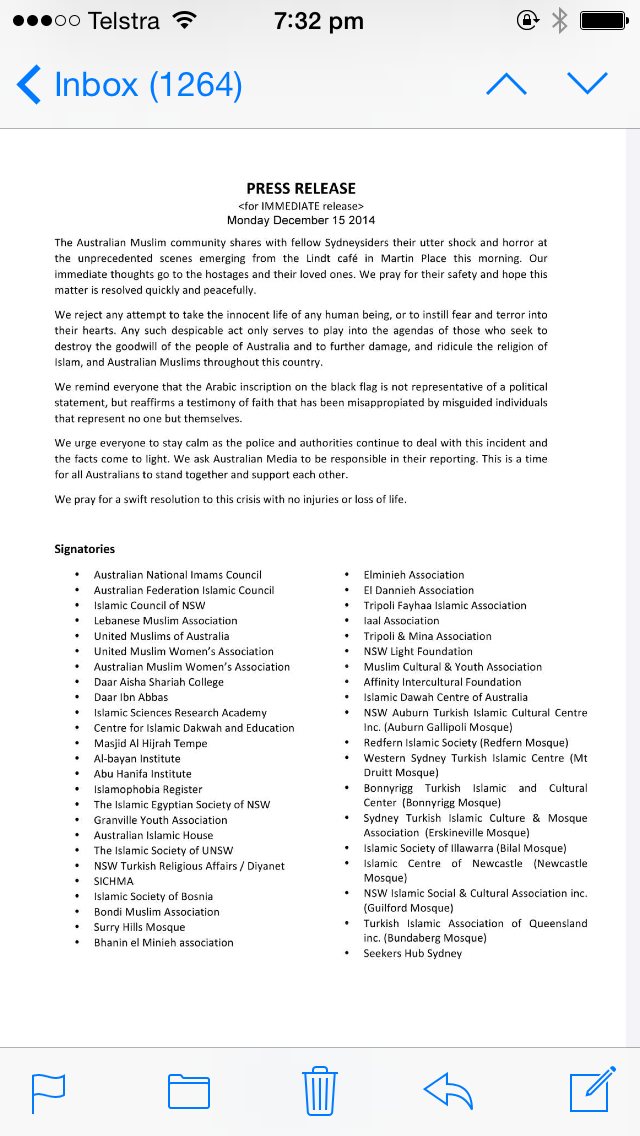 Telstra 7:32 pm
Inbox (1264)
PRESS RELEASE
<for IMMEDIATE release>
Monday December 15 2014
The Australian Muslim community shares with fellow Sydneysiders their utter shock and horror at
the unprecedented scenes emerging from the Lindt café in Martin Place this morning. Our
immediate thoughts go to the hostages and their loved ones. We pray for their safety and hope this
matter is resolved quickly and peacefully.
We reject any attempt to take the innocent life of any human being, or to instill fear and terror into
their hearts. Any such despicable act only serves to play into the agendas of those who seek to
destroy the goodwill of the people of Australia and to further damage, and ridicule the religion of
Islam, and Australian Muslims throughout this country.
We remind everyone that the Arabic inscription on the black flag is not representative of a political
statement, but reaffirms a testimony of faith that has been misappropiated by misguided individuals
that represent no one but themselves.
We urge everyone to stay calm as the police and authorities continue to deal with this incident and
the facts come to light. We ask Australian Media to be responsible in their reporting. This is a time
for all Australians to stand together and support each other.
We pray for a swift resolution to this crisis with no injuries or loss of life.
Signatories
• Australian National Imams Council
• Australian Federation Islamic Council
• Islamic Council of NSW
• Lebanese Muslim Association
• United Muslims of Australia
• United Muslim Women's Association
• Australian Muslim Women's Association
• Daar Aisha Shariah College
• Daar Ibn Abbas
• Islamic Sciences Research Academy
• Centre for Islamic Dakwah and Education
• Masjid Al Hijrah Tempe
• Al-bayan Institute
• Abu Hanifa Institute
• Islamophobia Register
• The Islamic Egyptian Society of NSW
• Granville Youth Association
• Australian Islamic House
• The Islamic Society of UNSW
• NSW Turkish Religious Affairs / Diyanet
• SICHMA
• Islamic Society of Bosnia
• Bondi Muslim Association
• Surry Hills Mosque
• Bhanin el Minieh association
• Elminieh Association
• El Dannieh Association
• Tripoli Fayhaa Islamic Association
• Iaal Association
• Tripoli & Mina Association
• NSW Light Foundation
• Muslim Cultural & Youth Association
• Affinity Intercultural Foundation
• Islamic Dawah Centre of Australia
• NSW Auburn Turkish Islamic Cultural Centre
Inc. (Auburn Gallipoli Mosque)
• Redfern Islamic Society (Redfern Mosque)
• Western Sydney Turkish Islamic Centre (Mt
Druitt Mosque)
• Bonnyrigg Turkish Islamic and Cultural
Center (Bonnyrigg Mosque)
• Sydney Turkish Islamic Culture & Mosque
Association (Erskineville Mosque)
• Islamic Society of Illawarra (Bilal Mosque)
• Islamic Centre of Newcastle (Newcastle
Mosque)
• NSW Islamic Social & Cultural Association inc.
(Guilford Mosque)
• Turkish Islamic Association of Queensland
inc. (Bundaberg Mosque)
• Seekers Hub Sydney